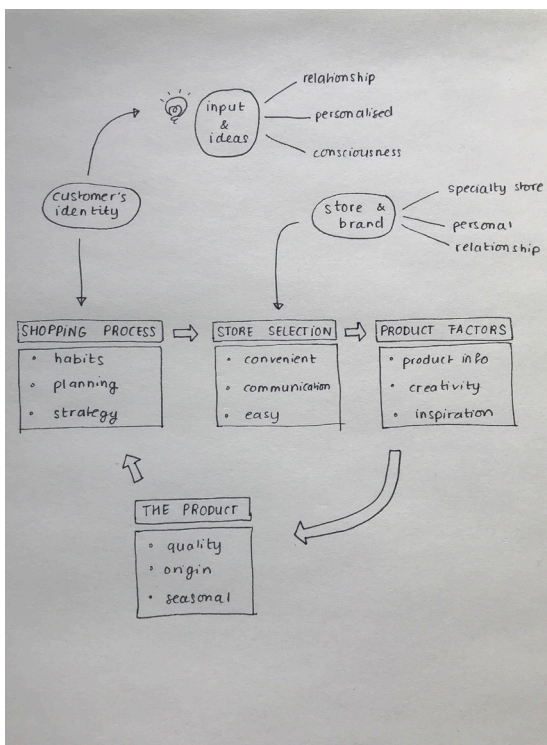 relationship
input
&
ideas
personalised
consciousness
customer's
identity
specialty store
store &
brand
personal
relationship
SHOPPING PROCESS
STORE SELECTION
PRODUCT FACTORS
habits
planning
strategy
convenient
communication
easy
product info
creativity
inspiration
THE PRODUCT
quality
origin
seasonal